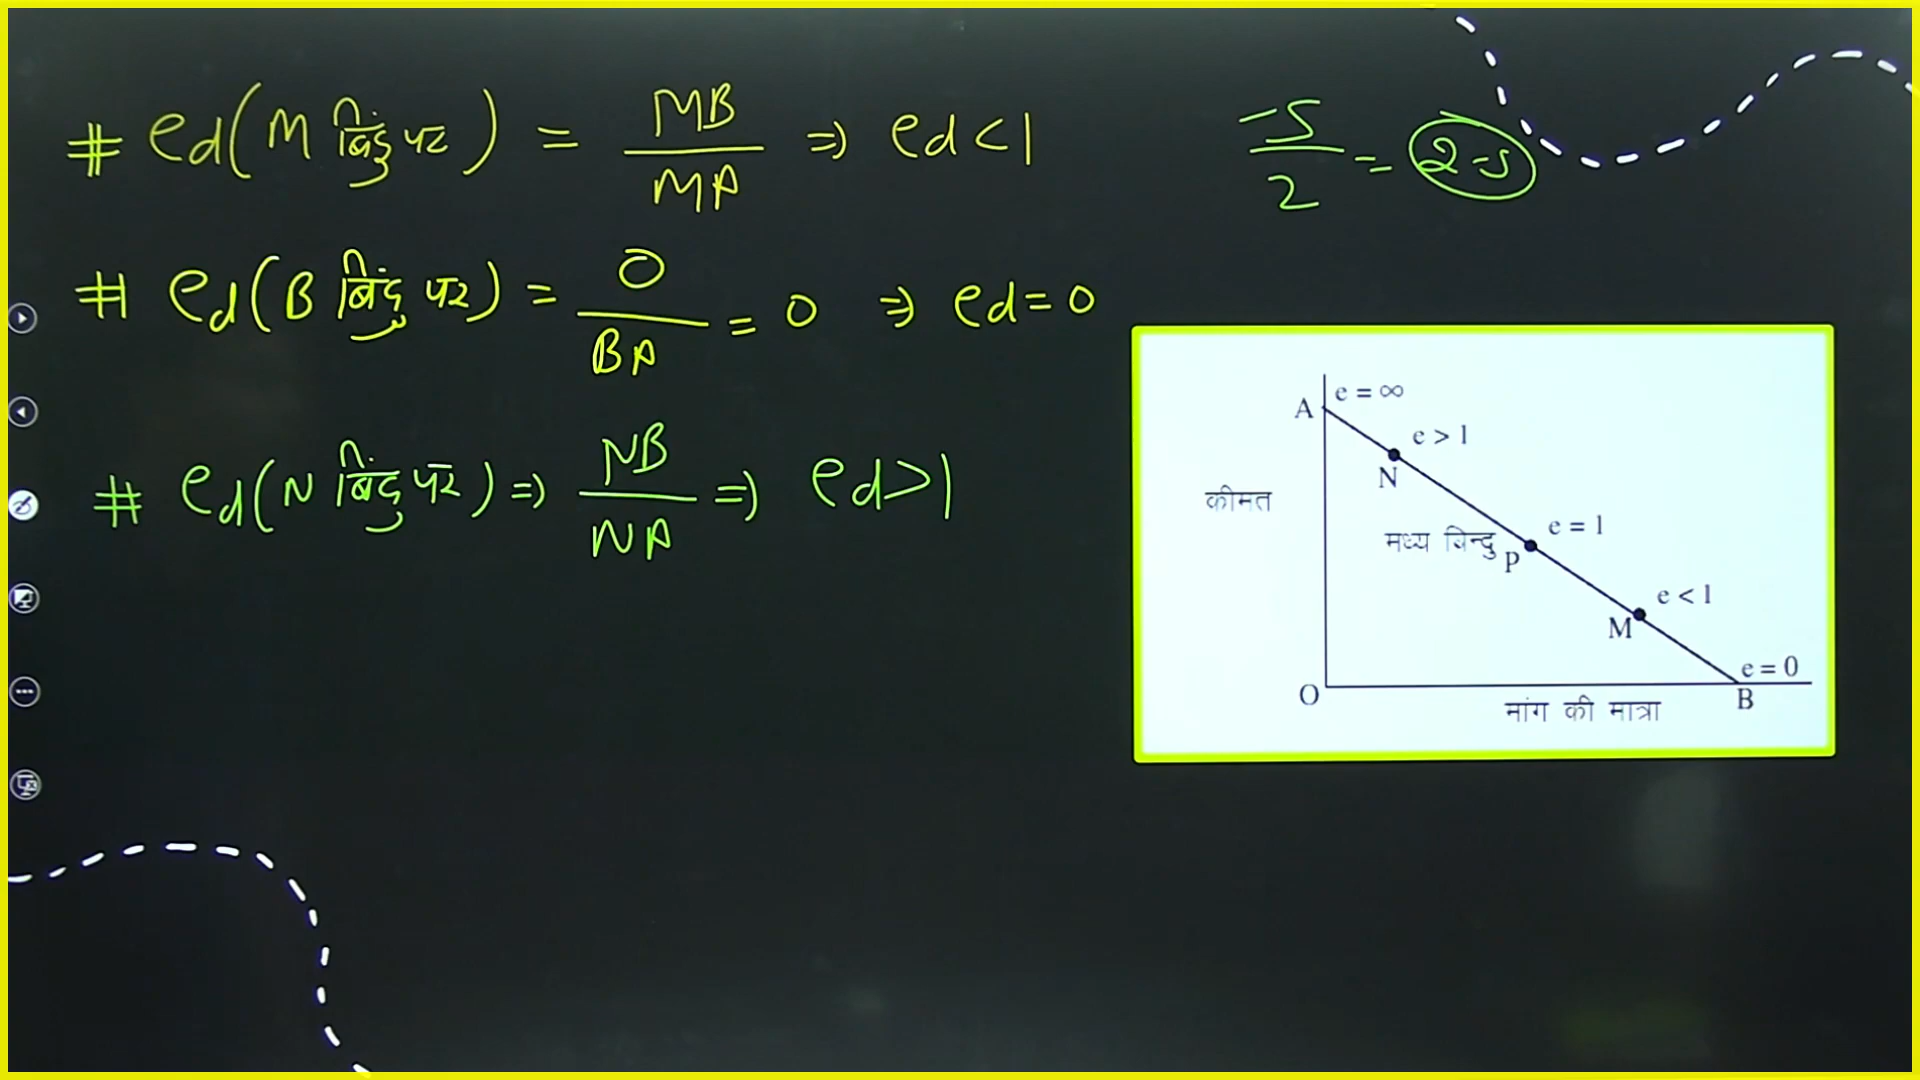 # ed(M बिंदु पर) = MB/MA ⇒ ed<1
-5/2 = 2.5
# ed(B बिंदु पर) = 0/BA = 0 ⇒ ed=0
# ed(N बिंदु पर) ⇒ NB/NA ⇒ ed>1
A e = ∞
e > 1
N
कीमत
e = 1
मध्य बिन्दु P
e < 1
M
e = 0
O B
मांग की मात्रा